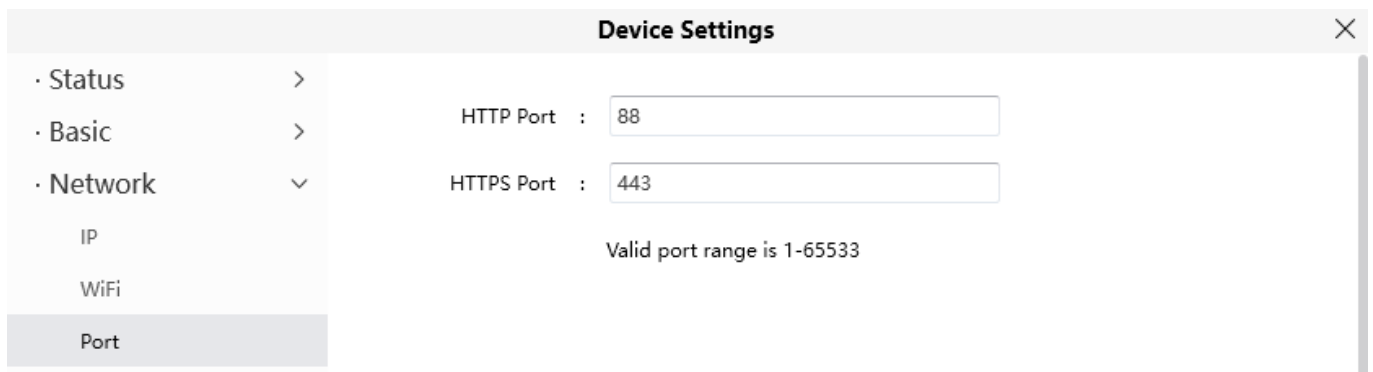 Device Settings
· Status
· Basic
· Network
IP
WiFi
Port
HTTP Port : 88
HTTPS Port : 443
Valid port range is 1-65533